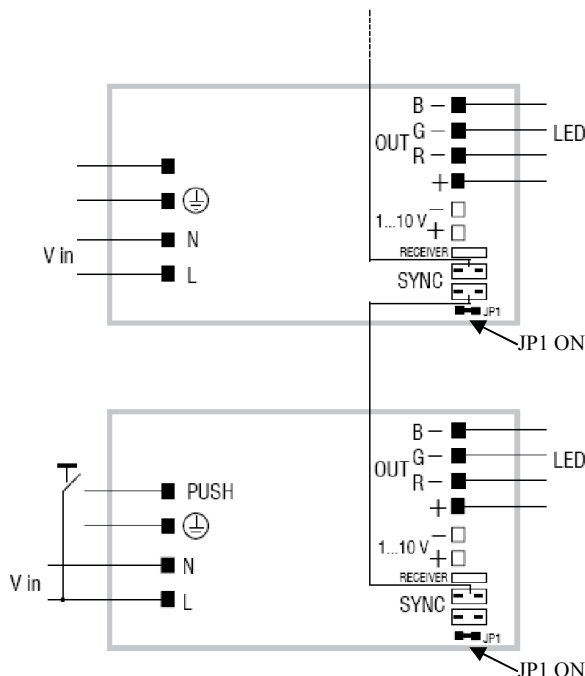 B −
G −
OUT
R −
+
LED
−
1...10 V
+
RECEIVER
SYNC
JP1
JP1 ON
N
V in
L
B −
G −
OUT
R −
+
LED
PUSH
−
1...10 V
+
N
RECEIVER
V in
L
SYNC
JP1
JP1 ON